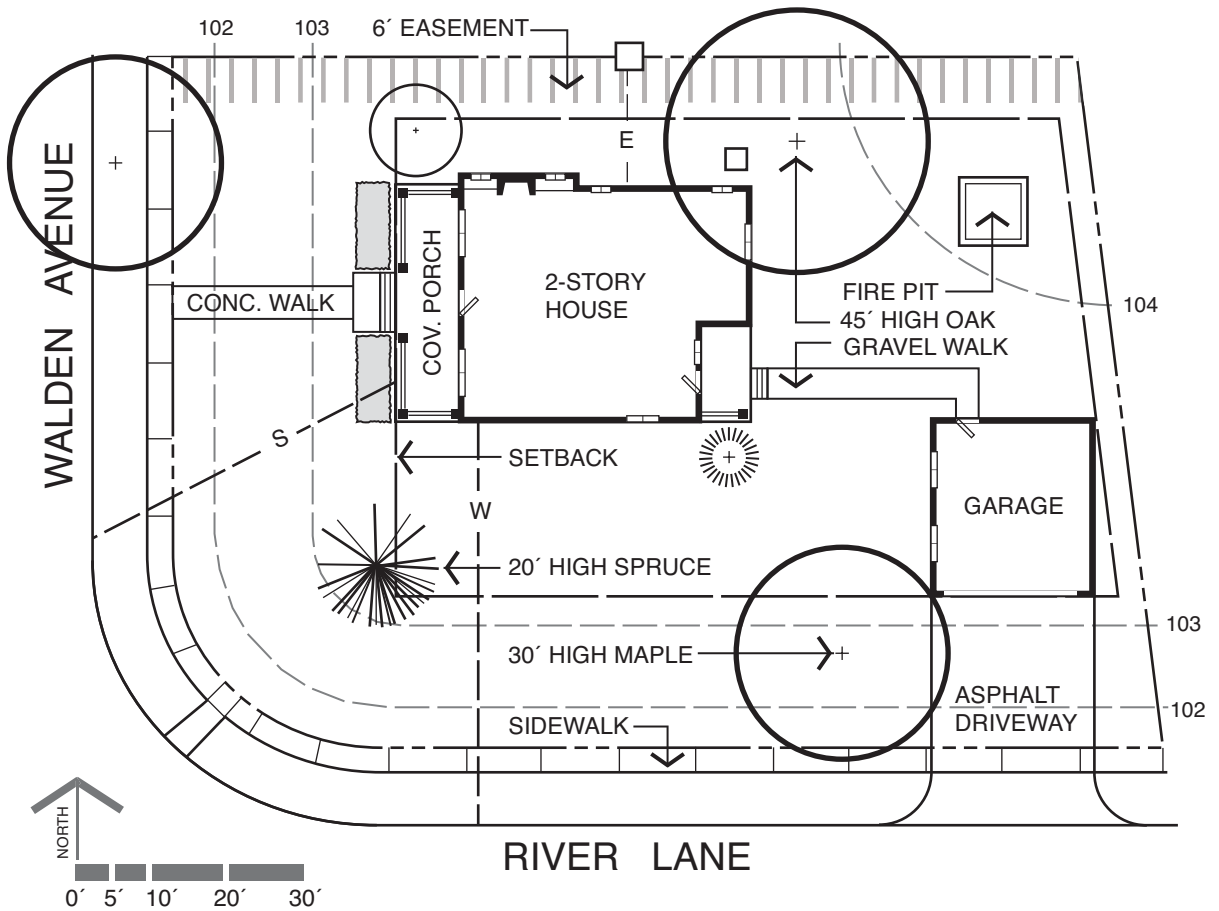 102
103
6´ EASEMENT
E
WALDEN AVENUE
CONC. WALK
COV. PORCH
2-STORY
HOUSE
FIRE PIT
104
45´ HIGH OAK
GRAVEL WALK
S
SETBACK
W
GARAGE
20´ HIGH SPRUCE
103
30´ HIGH MAPLE
ASPHALT
DRIVEWAY
102
SIDEWALK
NORTH
RIVER LANE
0´ 5´ 10´ 20´ 30´